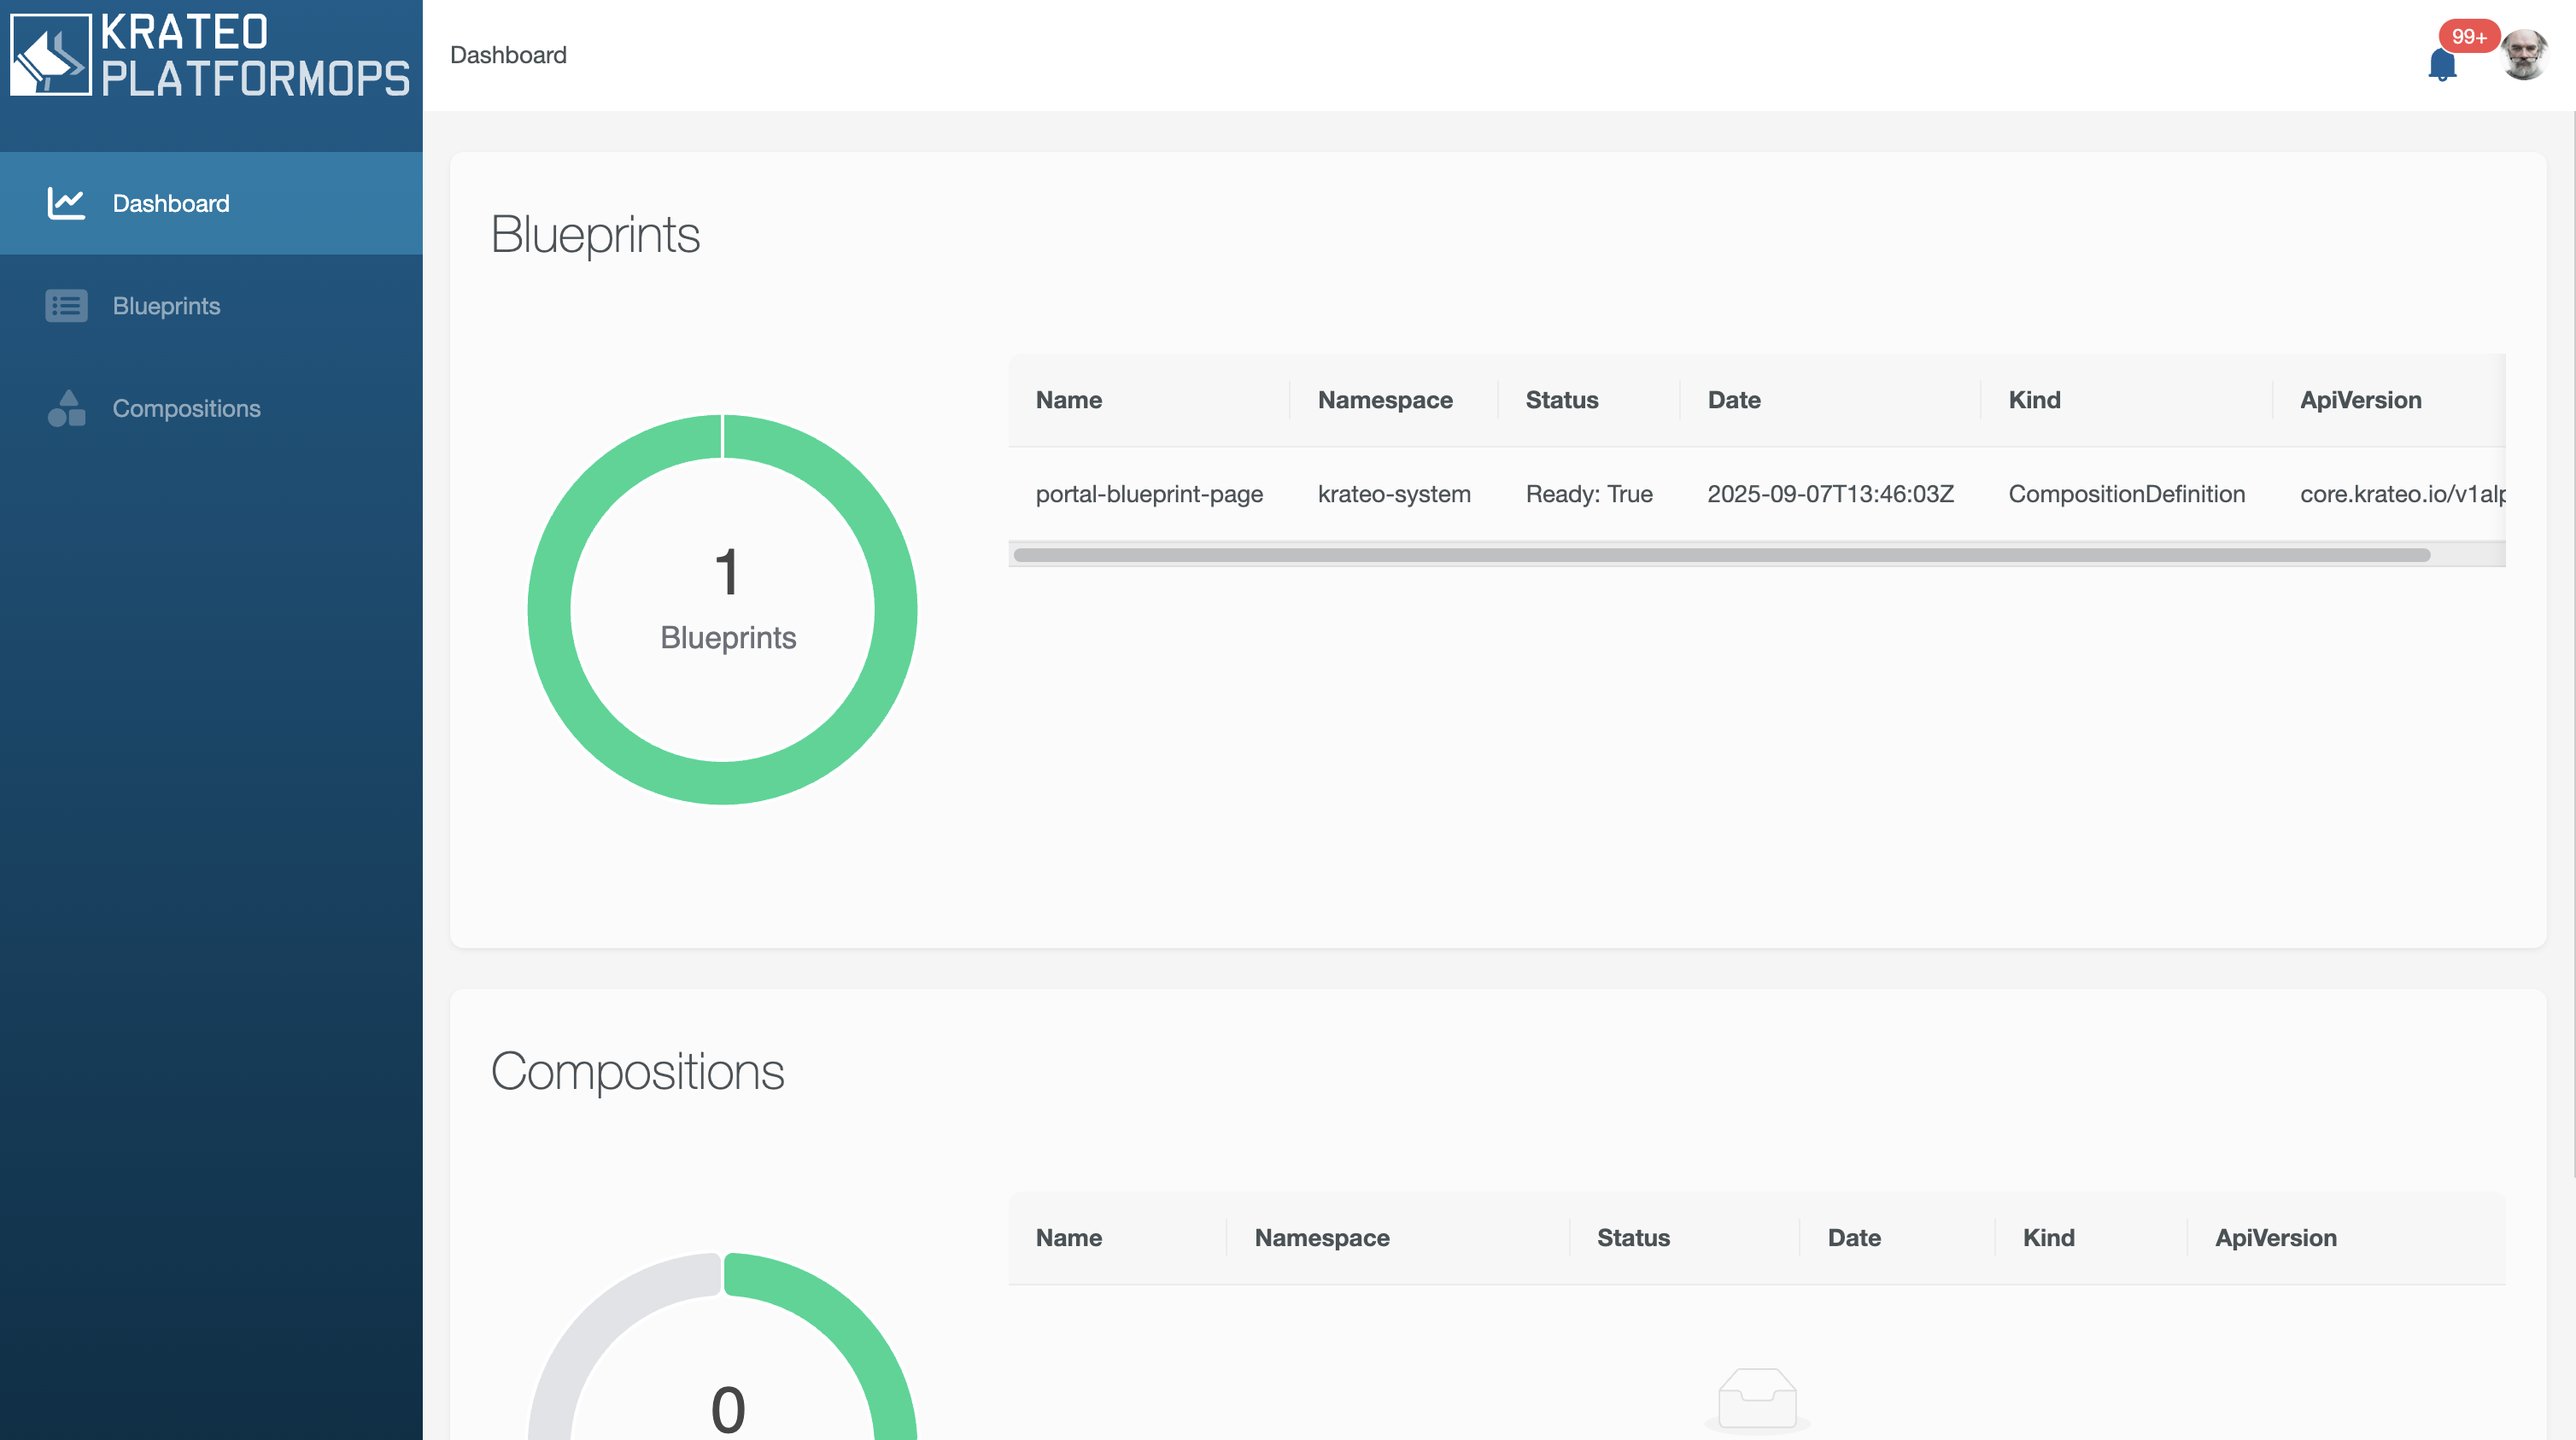 KRATEO
PLATFORMOPS
Dashboard
99+
Dashboard
Blueprints
Compositions
Blueprints
1
Blueprints
Name Namespace Status Date Kind ApiVersion
portal-blueprint-page krateo-system Ready: True 2025-09-07T13:46:03Z CompositionDefinition core.krateo.io/v1alp
Compositions
0
Name Namespace Status Date Kind ApiVersion